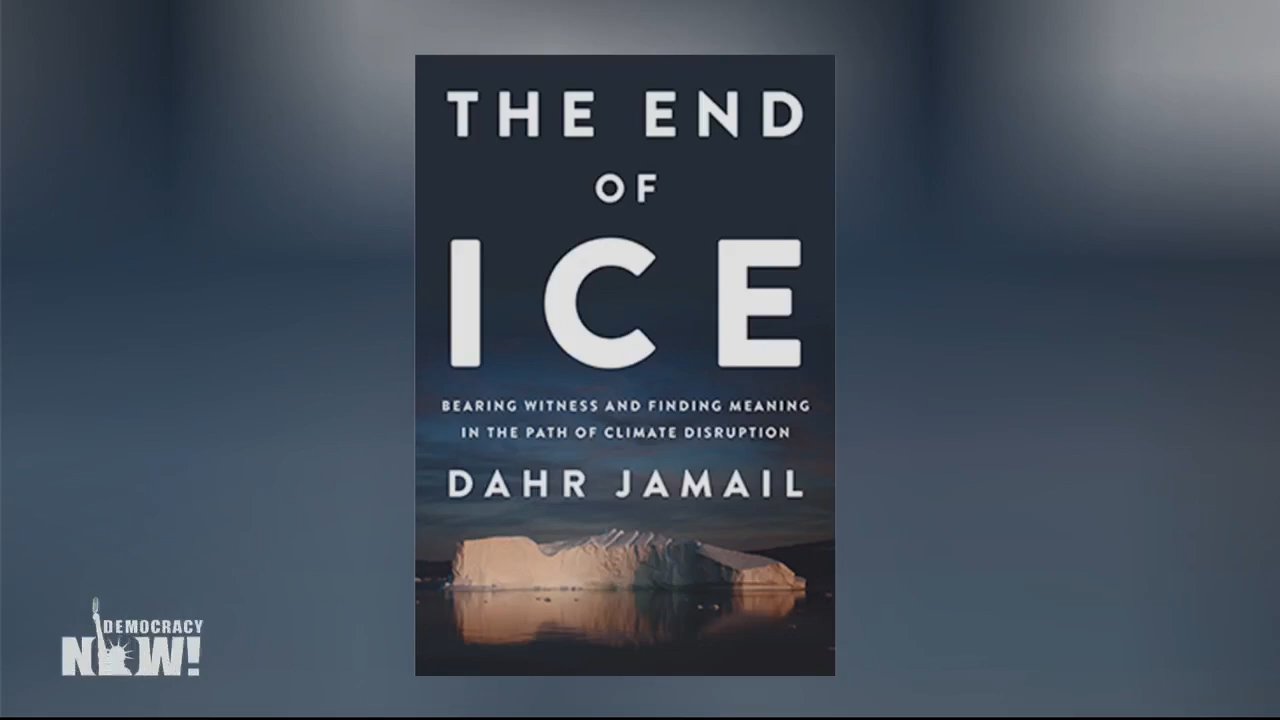 THE END
OF
ICE
BEARING WITNESS AND FINDING MEANING
IN THE PATH OF CLIMATE DISRUPTION
DAHR JAMAIL
DEMOCRACY
NOW!